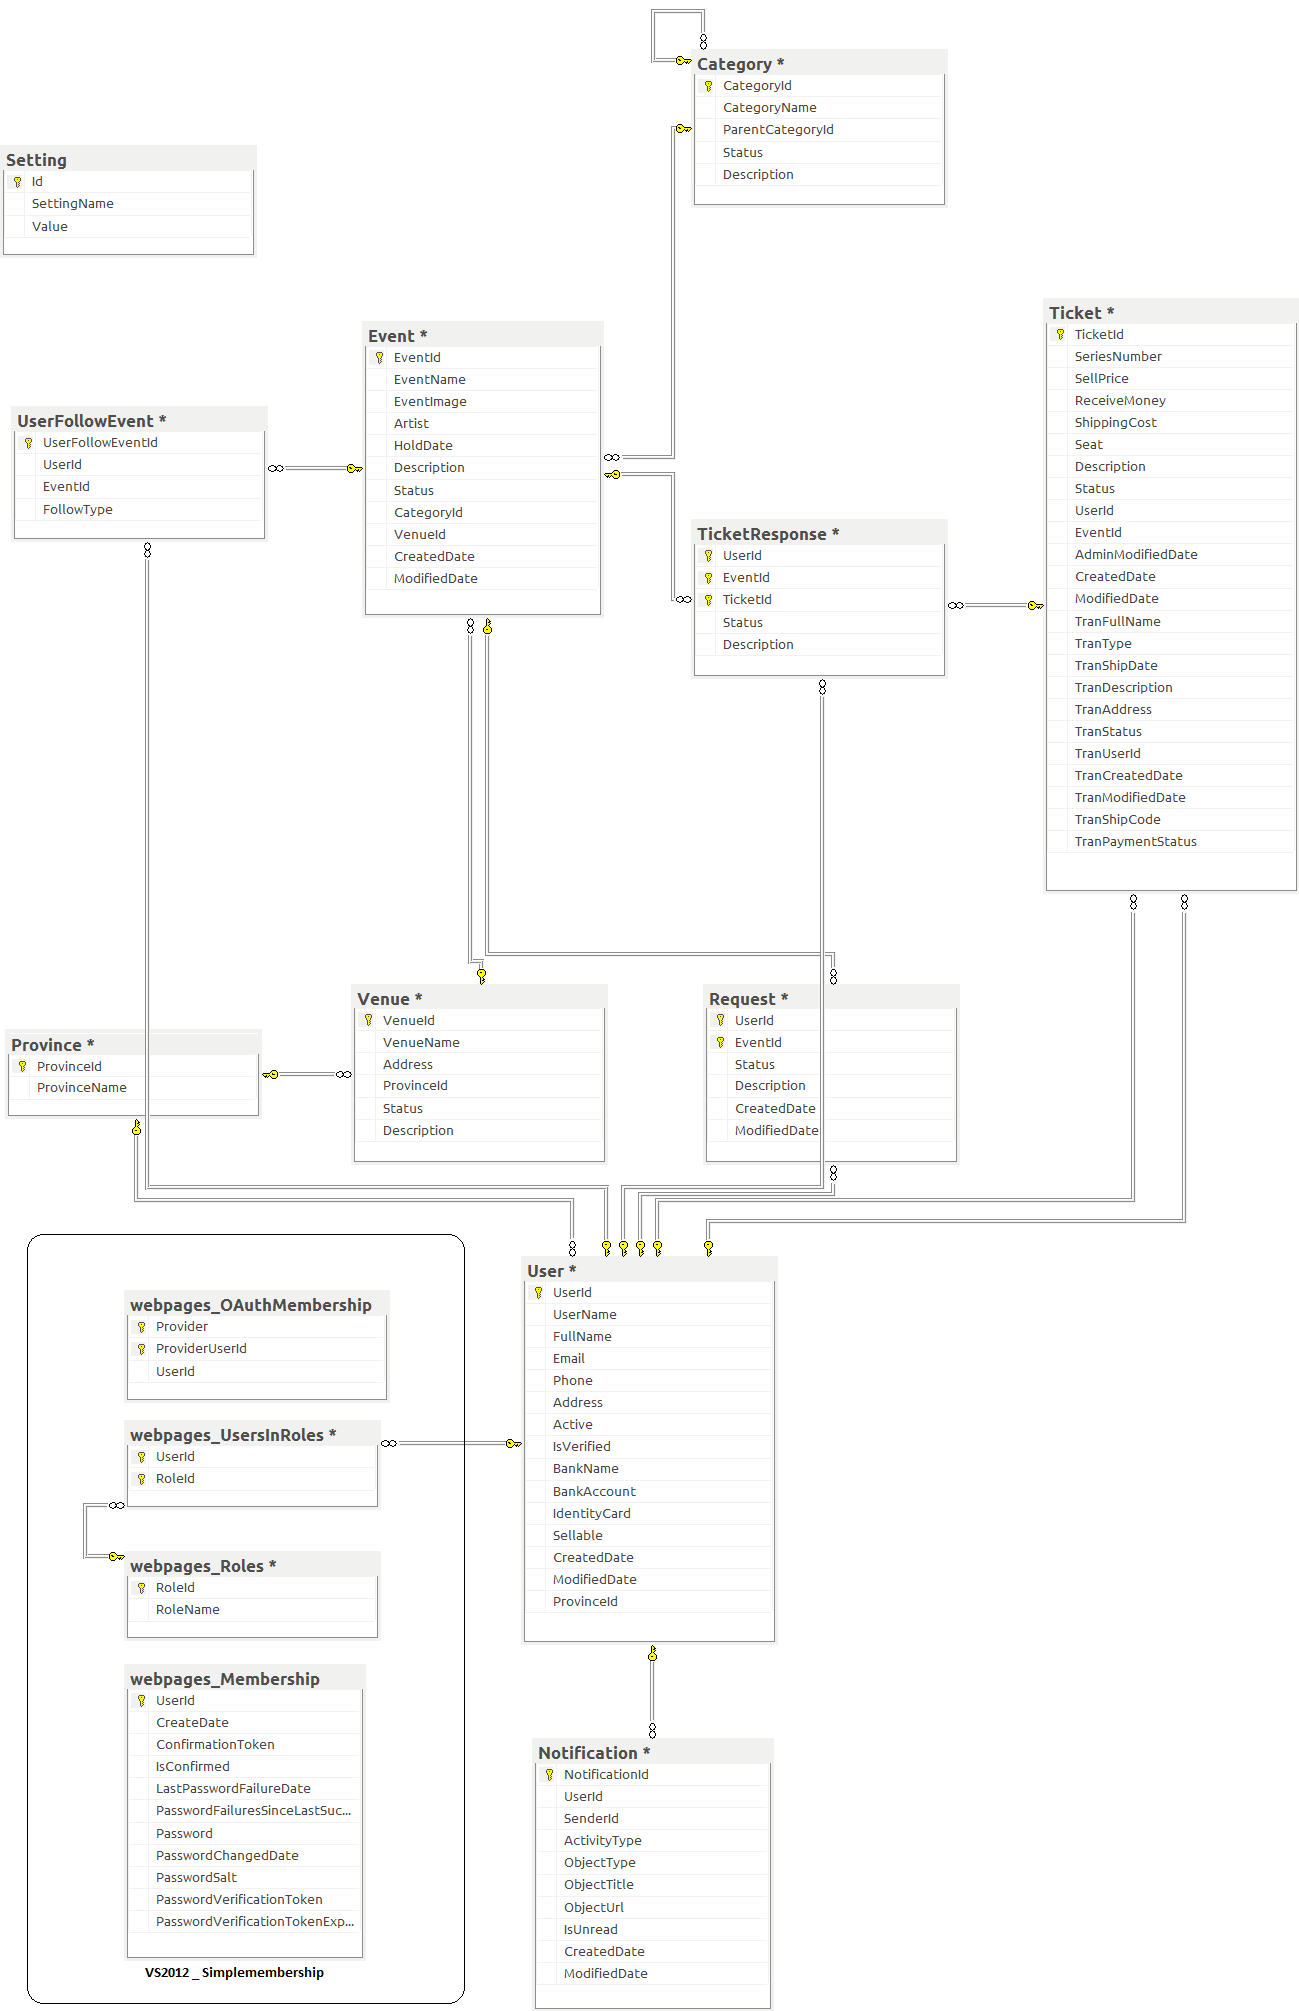 Category *
CategoryId
CategoryName
ParentCategoryId
Status
Description
Setting
Id
SettingName
Value
Ticket *
TicketId
SeriesNumber
SellPrice
ReceiveMoney
ShippingCost
Seat
Description
Status
UserId
EventId
AdminModifiedDate
CreatedDate
ModifiedDate
TranFullName
TranType
TranShipDate
TranDescription
TranAddress
TranStatus
TranUserId
TranCreatedDate
TranModifiedDate
TranShipCode
TranPaymentStatus
Event *
EventId
EventName
EventImage
Artist
HoldDate
Description
Status
CategoryId
VenueId
CreatedDate
ModifiedDate
UserFollowEvent *
UserFollowEventId
UserId
EventId
FollowType
TicketResponse *
UserId
EventId
TicketId
Status
Description
Venue *
VenueId
VenueName
Address
ProvinceId
Status
Description
Request *
UserId
EventId
Status
Description
CreatedDate
ModifiedDate
Province *
ProvinceId
ProvinceName
User *
UserId
UserName
FullName
Email
Phone
Address
Active
IsVerified
BankName
BankAccount
IdentityCard
Sellable
CreatedDate
ModifiedDate
ProvinceId
webpages_OAuthMembership
Provider
ProviderUserId
UserId
webpages_UsersInRoles *
UserId
RoleId
webpages_Roles *
RoleId
RoleName
webpages_Membership
UserId
CreateDate
ConfirmationToken
IsConfirmed
LastPasswordFailureDate
PasswordFailuresSinceLastSuc...
Password
PasswordChangedDate
PasswordSalt
PasswordVerificationToken
PasswordVerificationTokenExp...
VS2012 _ Simplemembership
Notification *
NotificationId
UserId
SenderId
ActivityType
ObjectType
ObjectTitle
ObjectUrl
IsUnread
CreatedDate
ModifiedDate